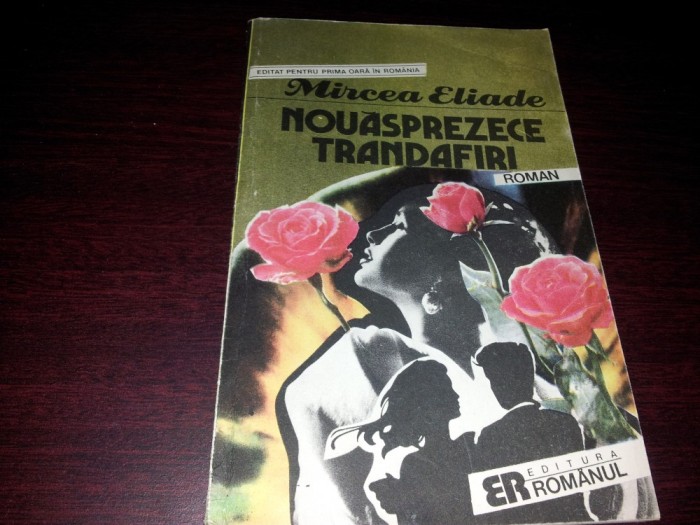 EDITAT PENTRU PRIMA OARĂ ÎN ROMÂNIA
Mircea Eliade
NOUĂSPREZECE
TRANDAFIRI
ROMAN
ER EDITURA
ROMÂNUL